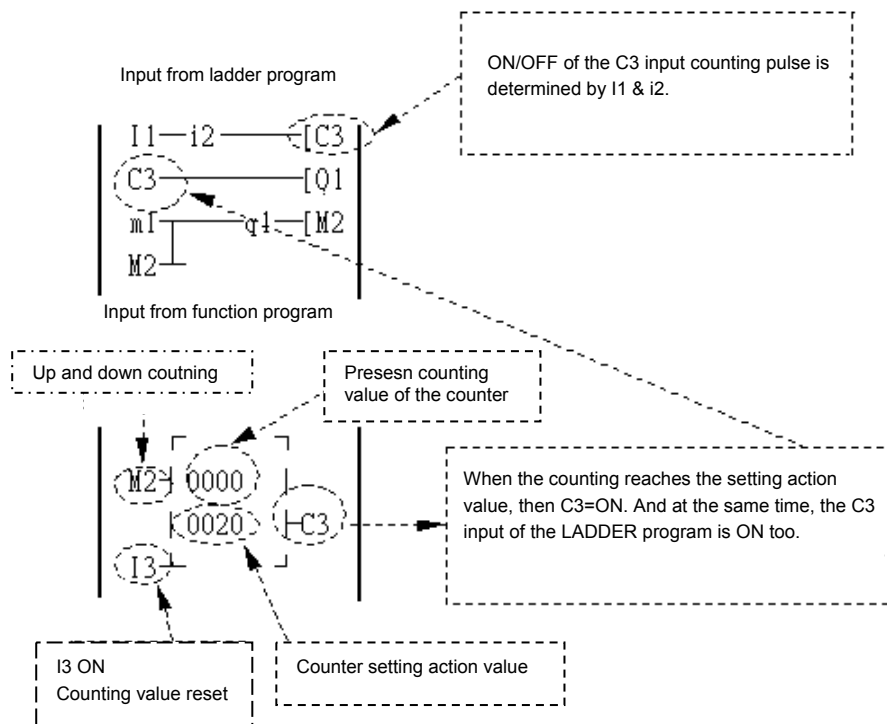 Input from ladder program
ON/OFF of the C3 input counting pulse is
determined by I1 & i2.
I1 i2 [C3
C3 [Q1
m1 q1 [M2
M2
Input from function program
Up and down coutning
Presesn counting
value of the counter
M2 0000
0020 C3
I3
When the counting reaches the setting action
value, then C3=ON. And at the same time, the C3
input of the LADDER program is ON too.
I3 ON
Counting value reset
Counter setting action value